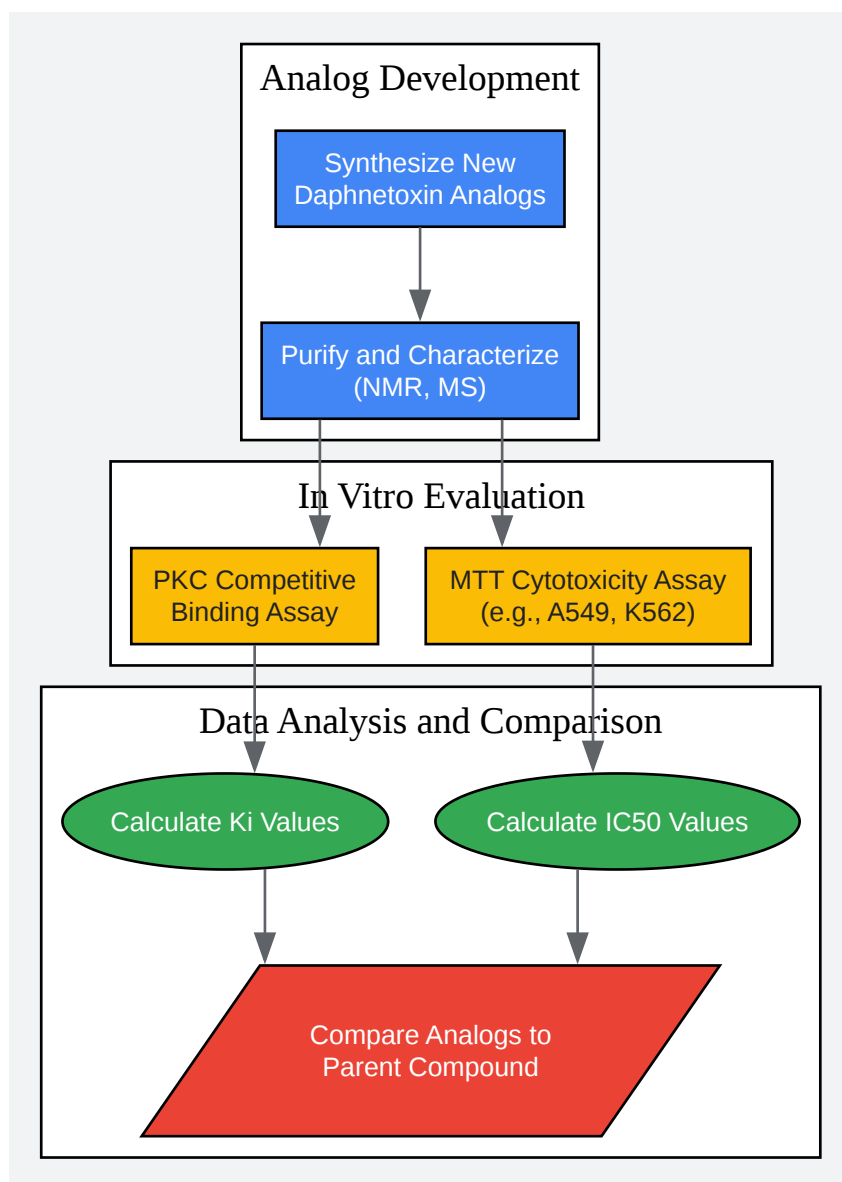 Analog Development
Synthesize New
Daphnetoxin Analogs
Purify and Characterize
(NMR, MS)
In Vitro Evaluation
PKC Competitive
Binding Assay
MTT Cytotoxicity Assay
(e.g., A549, K562)
Data Analysis and Comparison
Calculate Ki Values
Calculate IC50 Values
Compare Analogs to
Parent Compound